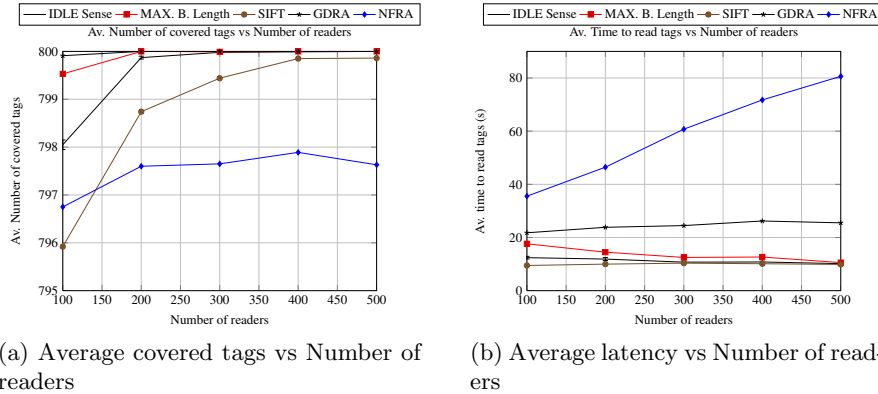 IDLE Sense MAX. B. Length SIFT GDRA NFRA
Av. Number of covered tags vs Number of readers
800
799
798
797
796
795
100 150 200 250 300 350 400 450 500
Av. Number of covered tags
Number of readers
(a) Average covered tags vs Number of
readers
IDLE Sense MAX. B. Length SIFT GDRA NFRA
Av. Time to read tags vs Number of readers
80
60
40
20
0
100 150 200 250 300 350 400 450 500
Av. time to read tags (s)
Number of readers
(b) Average latency vs Number of read-
ers